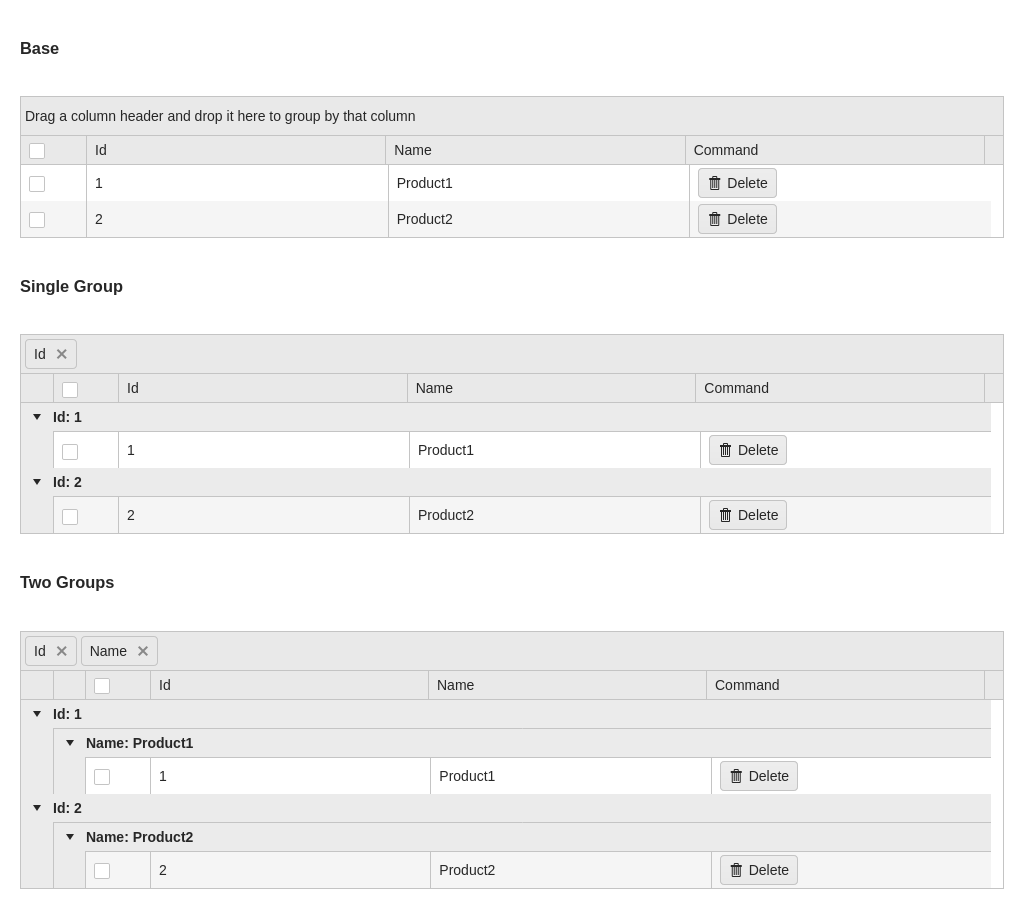 Base
Drag a column header and drop it here to group by that column
Id Name Command
1 Product1 Delete
2 Product2 Delete
Single Group
Id
Id Name Command
Id: 1
1 Product1 Delete
Id: 2
2 Product2 Delete
Two Groups
Id Name
Id Name Command
Id: 1
Name: Product1
1 Product1 Delete
Id: 2
Name: Product2
2 Product2 Delete